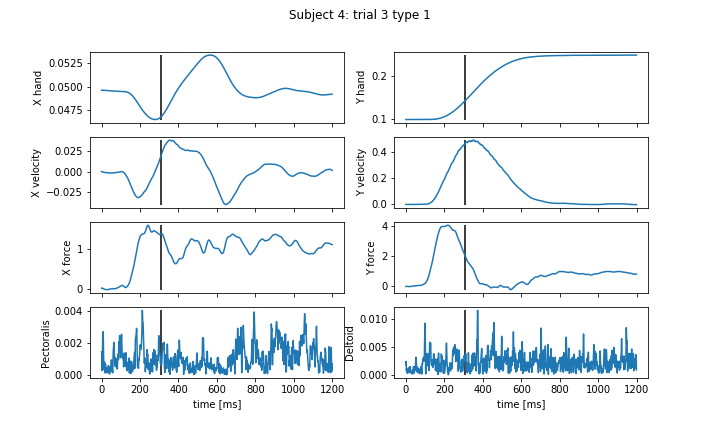 Subject 4: trial 3 type 1
X hand
0.0525
0.0500
0.0475
Y hand
0.2
0.1
X velocity
0.025
0.000
−0.025
Y velocity
0.4
0.2
0.0
X force
1
0
Y force
4
2
0
Pectoralis
0.004
0.002
0.000
0 200 400 600 800 1000 1200
time [ms]
Deltoid
0.010
0.005
0.000
0 200 400 600 800 1000 1200
time [ms]